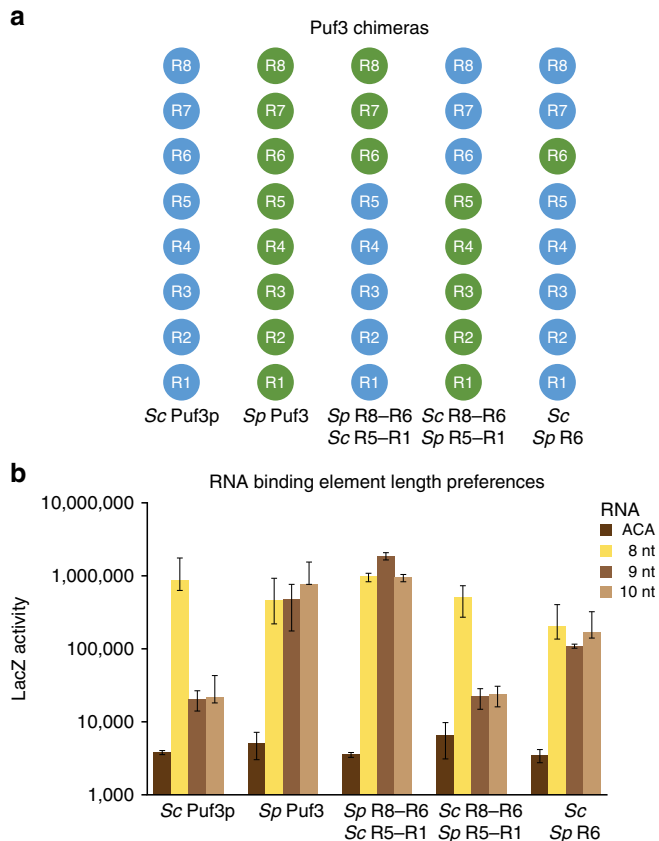 a
Puf3 chimeras
R8 R8 R8 R8 R8
R7 R7 R7 R7 R7
R6 R6 R6 R6 R6
R5 R5 R5 R5 R5
R4 R4 R4 R4 R4
R3 R3 R3 R3 R3
R2 R2 R2 R2 R2
R1 R1 R1 R1 R1
Sc Puf3p Sp Puf3 Sp R8–R6 Sc R8–R6 Sc
Sc R5–R1 Sp R5–R1 Sp R6
b
RNA binding element length preferences
10,000,000
1,000,000
100,000
10,000
1,000
LacZ activity
RNA
ACA
8 nt
9 nt
10 nt
Sc Puf3p Sp Puf3 Sp R8–R6 Sc R8–R6 Sc
Sc R5–R1 Sp R5–R1 Sp R6